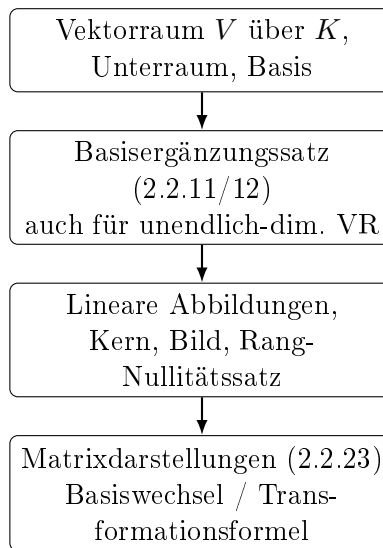 Vektorraum V über K,
Unterraum, Basis
Basisergänzungssatz
(2.2.11/12)
auch für unendlich-dim. VR
Lineare Abbildungen,
Kern, Bild, Rang-
Nullitätssatz
Matrixdarstellungen (2.2.23)
Basiswechsel / Trans-
formationsformel